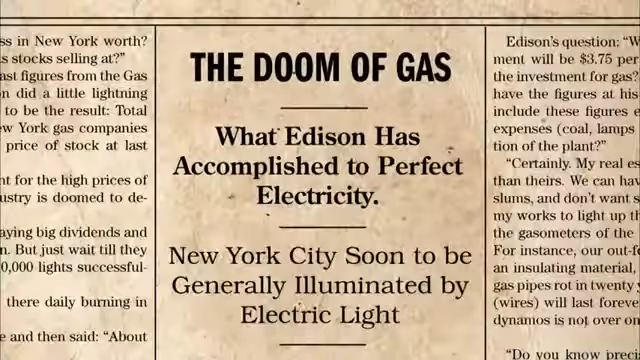 ss in New York worth?
s stocks selling at?"
ast figures from the Gas
n did a little lightning
to be the result: Total
ew York gas companies
price of stock at last
nt for the high prices of
ustry is doomed to de-
aying big dividends and
n. But just wait till they
0,000 lights successful-
there daily burning in
e and then said: "About
THE DOOM OF GAS
What Edison Has
Accomplished to Perfect
Electricity.
New York City Soon to be
Generally Illuminated by
Electric Light
Edison's question: "W
ment will be $3.75 per
the investment for gas?
have the figures at his
include these figures e
expenses (coal, lamps
tion of the plant?"
"Certainly. My real es
than theirs. We can hav
slums, and don't want s
my works to light up th
the gasometers of the
For instance, our out-fe
an insulating material,
gas pipes rot in twenty y
(wires) will last foreve
dynamos is not over on
"Do you know preci